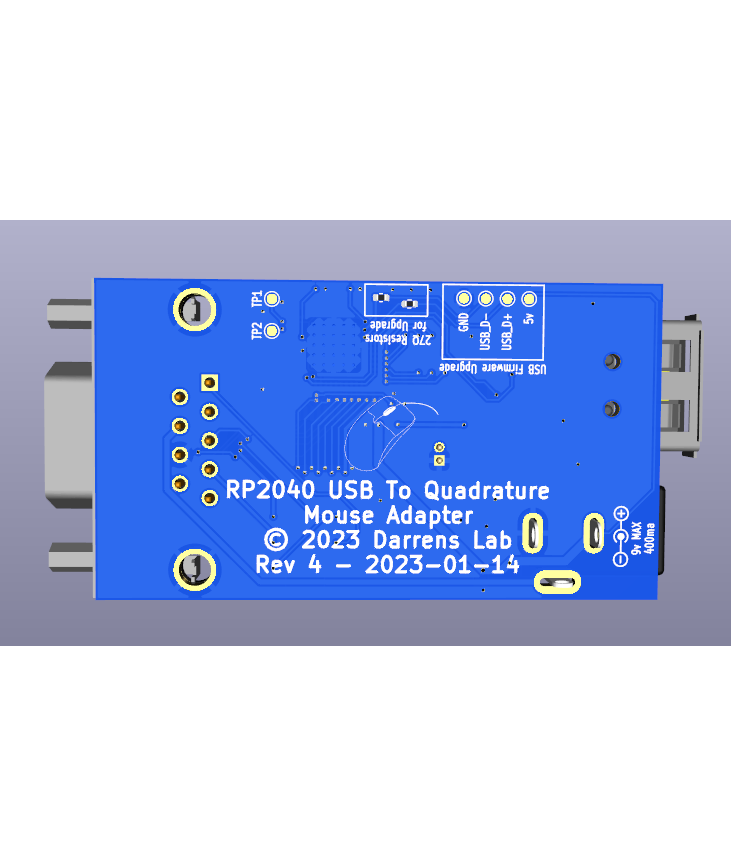 TP1
TP2
27Ω Resistors
for Upgrade
GND
USB_D-
USB_D+
5v
USB Firmware Upgrade
RP2040 USB To Quadrature
Mouse Adapter
© 2023 Darrens Lab
Rev 4 - 2023-01-14
9v MAX
400ma